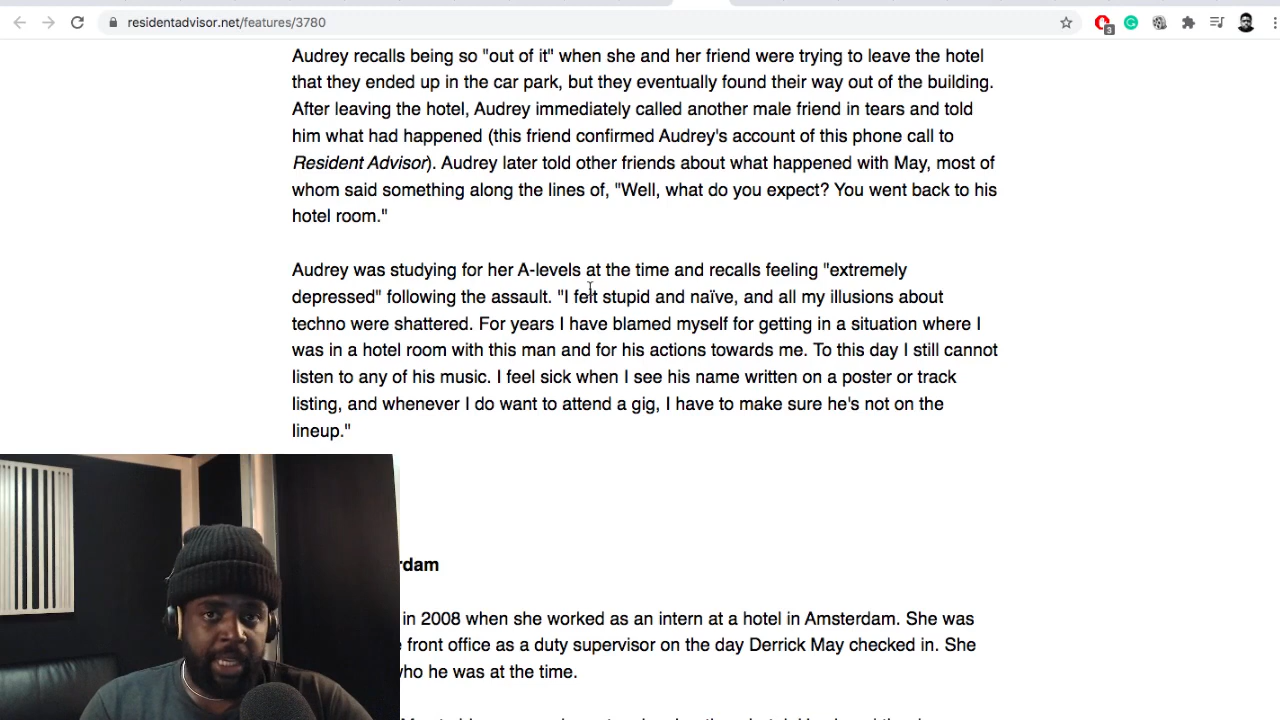 residentadvisor.net/features/3780
3
Audrey recalls being so "out of it" when she and her friend were trying to leave the hotel
that they ended up in the car park, but they eventually found their way out of the building.
After leaving the hotel, Audrey immediately called another male friend in tears and told
him what had happened (this friend confirmed Audrey's account of this phone call to
Resident Advisor). Audrey later told other friends about what happened with May, most of
whom said something along the lines of, "Well, what do you expect? You went back to his
hotel room."
Audrey was studying for her A-levels at the time and recalls feeling "extremely
depressed" following the assault. "I felt stupid and naïve, and all my illusions about
techno were shattered. For years I have blamed myself for getting in a situation where I
was in a hotel room with this man and for his actions towards me. To this day I still cannot
listen to any of his music. I feel sick when I see his name written on a poster or track
listing, and whenever I do want to attend a gig, I have to make sure he's not on the
lineup."
rdam
in 2008 when she worked as an intern at a hotel in Amsterdam. She was
front office as a duty supervisor on the day Derrick May checked in. She
who he was at the time.